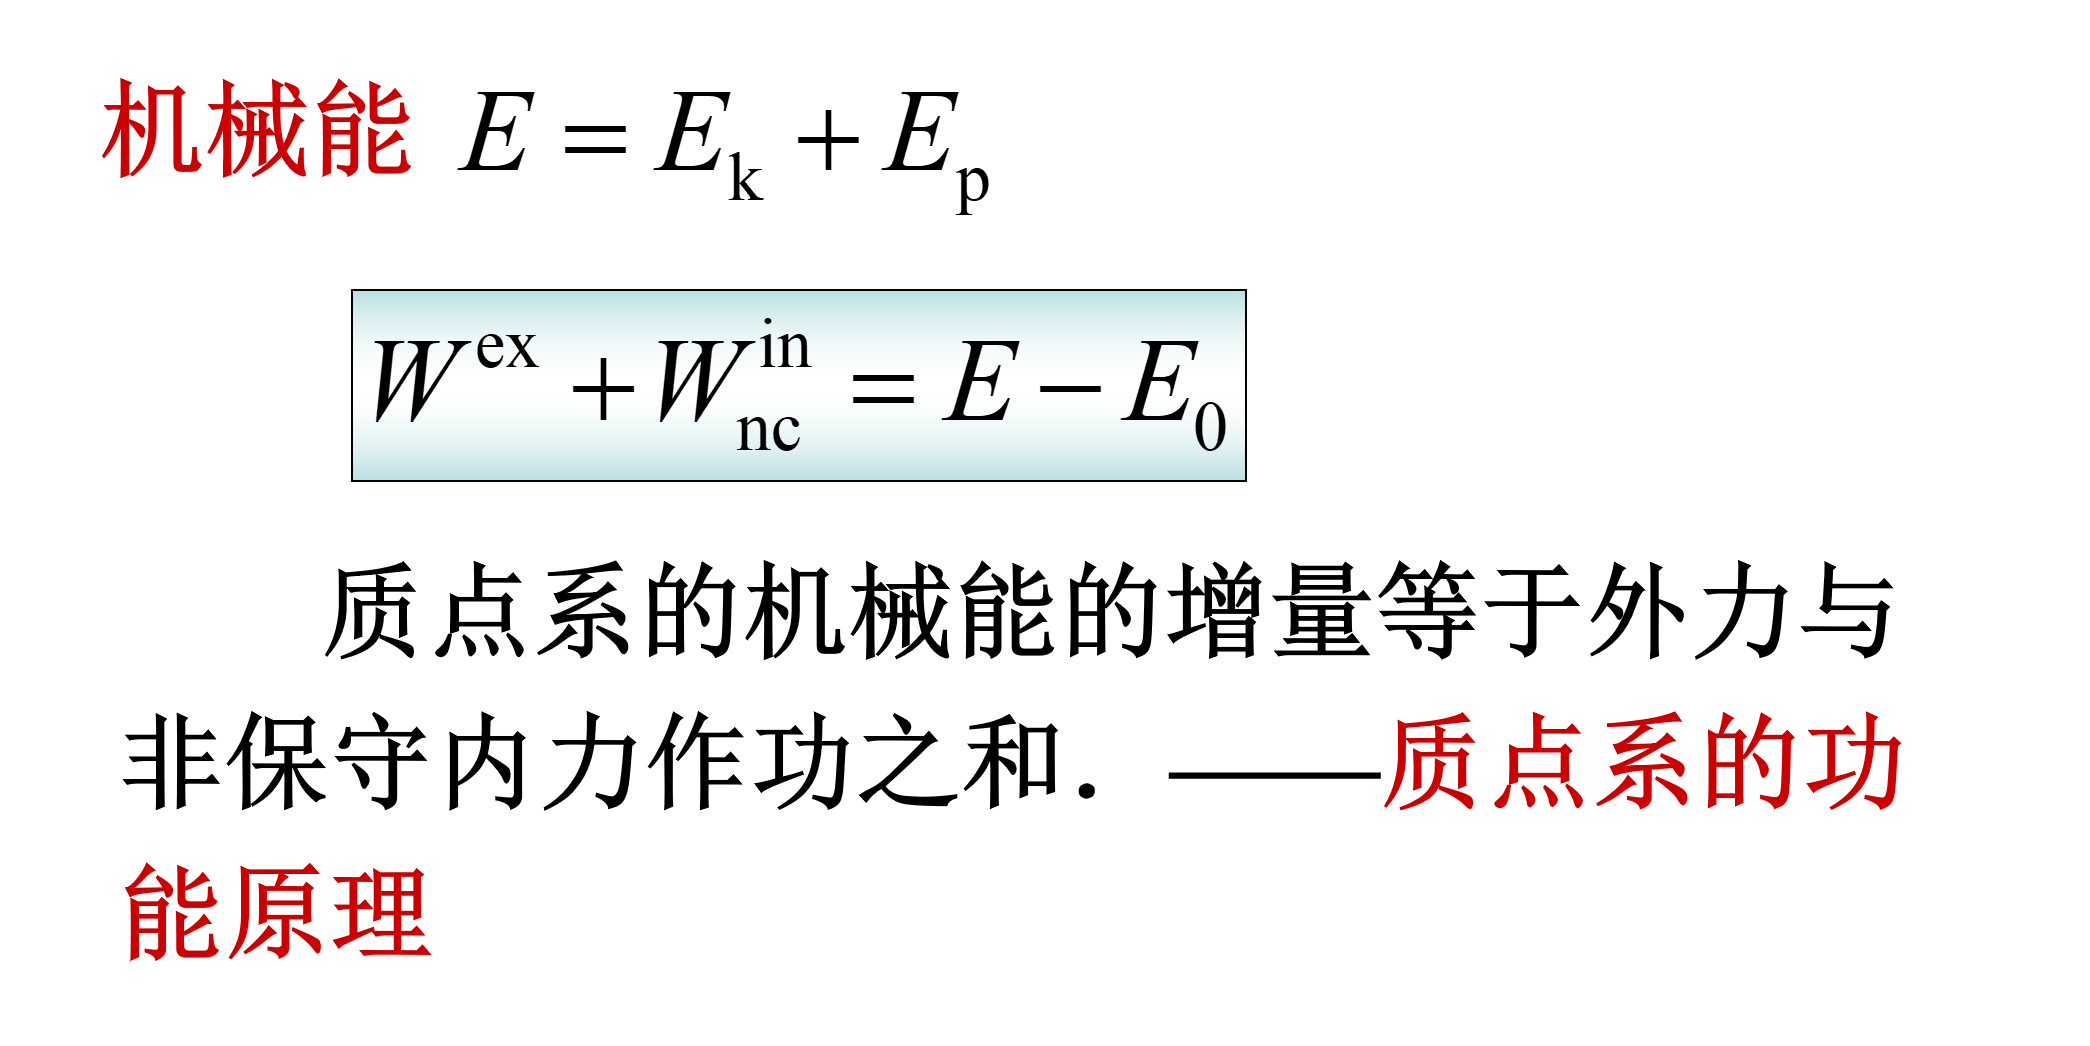 机械能 E = E_k + E_p
W^ex + W_nc^in = E − E_0
质点系的机械能的增量等于外力与
非保守内力作功之和．——质点系的功
能原理